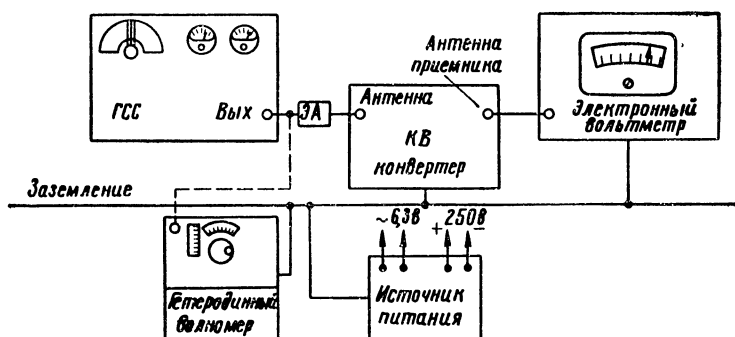 ГСС
Вых
ЭА
Антенна
Антенна
приемника
КВ
конвертер
Электронный
вольтметр
Заземление
Гетеродинный
волномер
~6,3в
+250в
–
Источник
питания